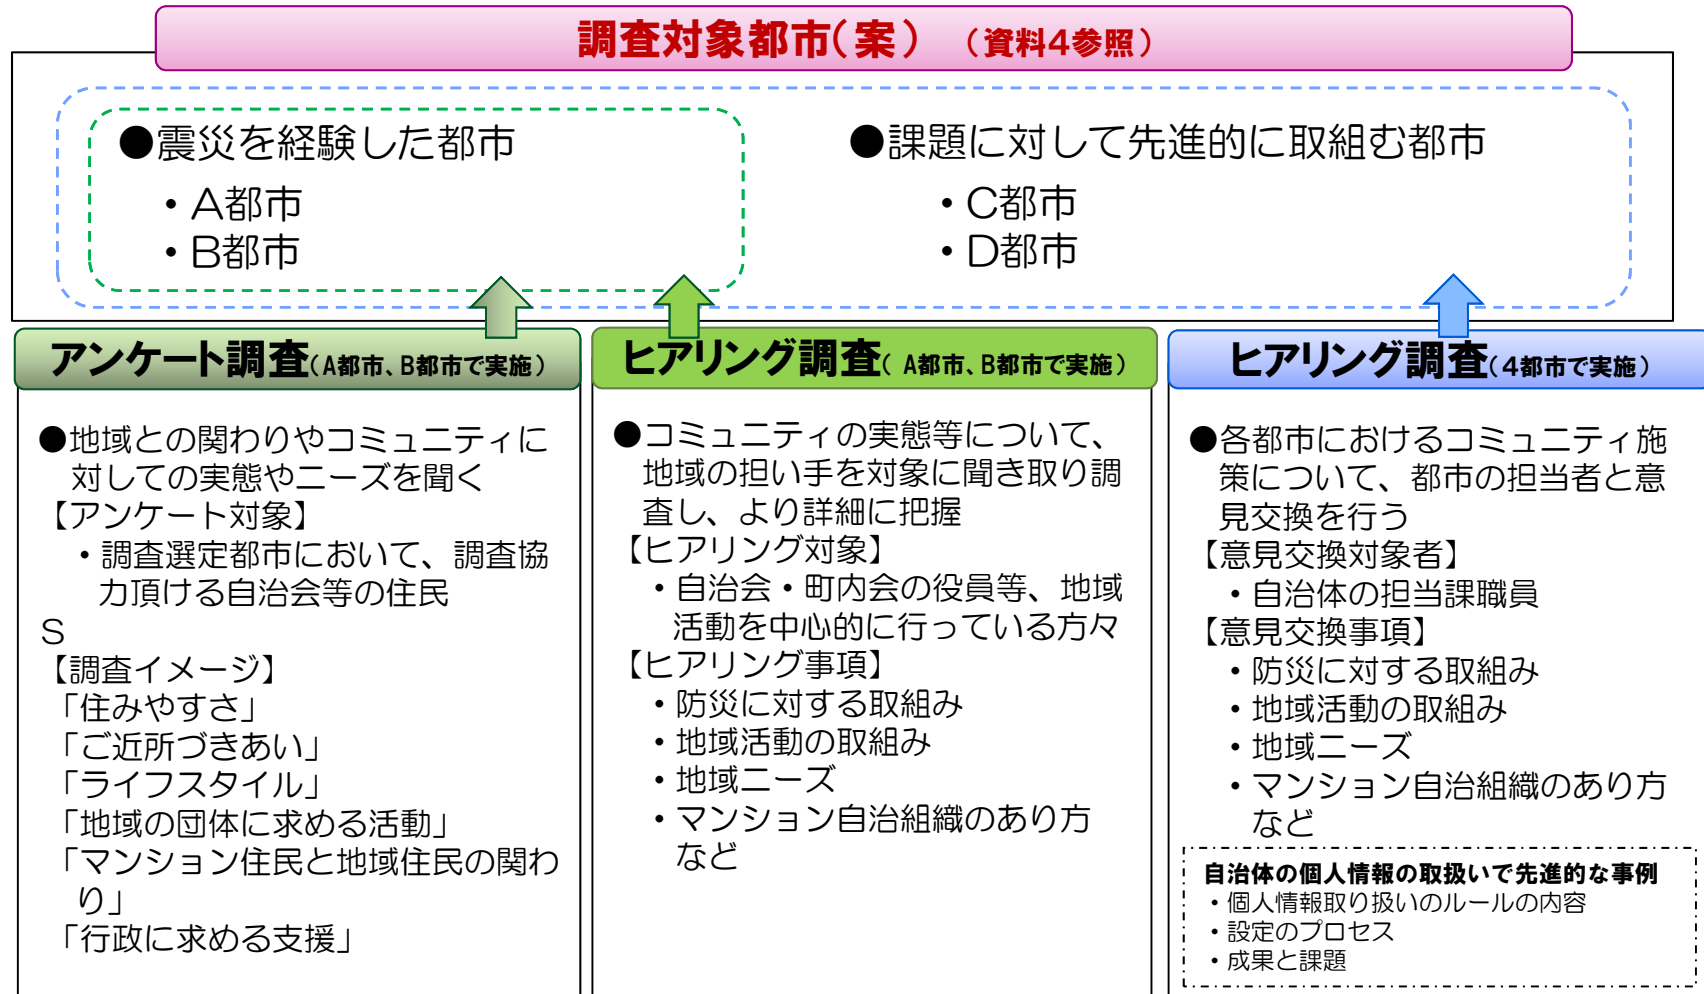 調査対象都市(案) (資料4参照)
●震災を経験した都市
・A都市
・B都市
●課題に対して先進的に取組む都市
・C都市
・D都市
アンケート調査(A都市、B都市で実施)
●地域との関わりやコミュニティに
対しての実態やニーズを聞く
【アンケート対象】
・調査選定都市において、調査協
力頂ける自治会等の住民
S
【調査イメージ】
「住みやすさ」
「ご近所づきあい」
「ライフスタイル」
「地域の団体に求める活動」
「マンション住民と地域住民の関わ
り」
「行政に求める支援」
ヒアリング調査( A都市、B都市で実施)
●コミュニティの実態等について、
地域の担い手を対象に聞き取り調
査し、より詳細に把握
【ヒアリング対象】
・自治会・町内会の役員等、地域
活動を中心的に行っている方々
【ヒアリング事項】
・防災に対する取組み
・地域活動の取組み
・地域ニーズ
・マンション自治組織のあり方
など
ヒアリング調査(4都市で実施)
●各都市におけるコミュニティ施
策について、都市の担当者と意
見交換を行う
【意見交換対象者】
・自治体の担当課職員
【意見交換事項】
・防災に対する取組み
・地域活動の取組み
・地域ニーズ
・マンション自治組織のあり方
など
自治体の個人情報の取扱いで先進的な事例
・個人情報取り扱いのルールの内容
・設定のプロセス
・成果と課題